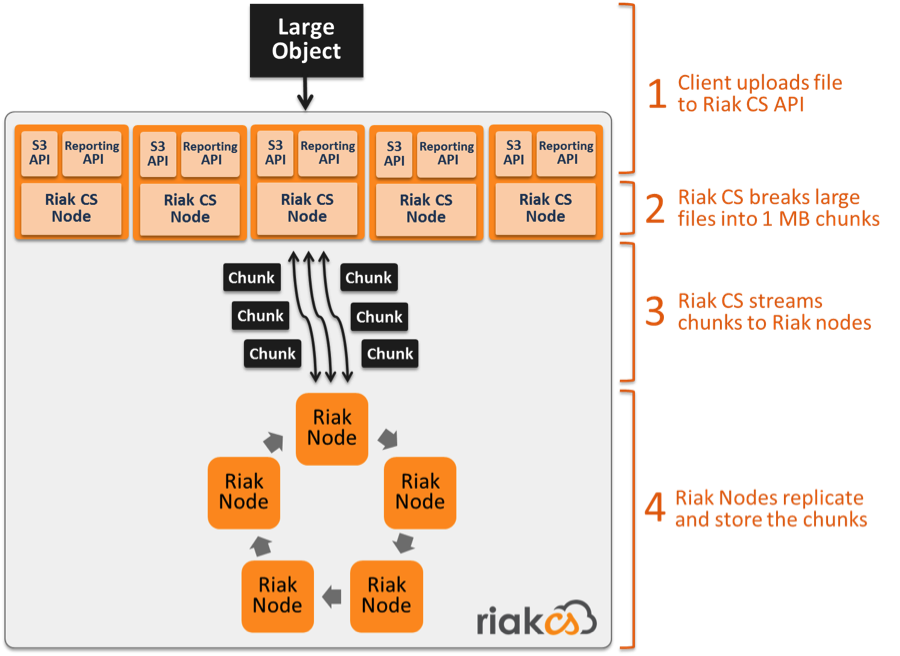 Large
Object
1
Client uploads file
to Riak CS API
S3
API
Reporting
API
Riak CS
Node
S3
API
Reporting
API
Riak CS
Node
S3
API
Reporting
API
Riak CS
Node
S3
API
Reporting
API
Riak CS
Node
S3
API
Reporting
API
Riak CS
Node
2
Riak CS breaks large
files into 1 MB chunks
Chunk
Chunk
Chunk
Chunk
Chunk
Chunk
3
Riak CS streams
chunks to Riak nodes
Riak
Node
Riak
Node
Riak
Node
Riak
Node
Riak
Node
4
Riak Nodes replicate
and store the chunks
riakcs